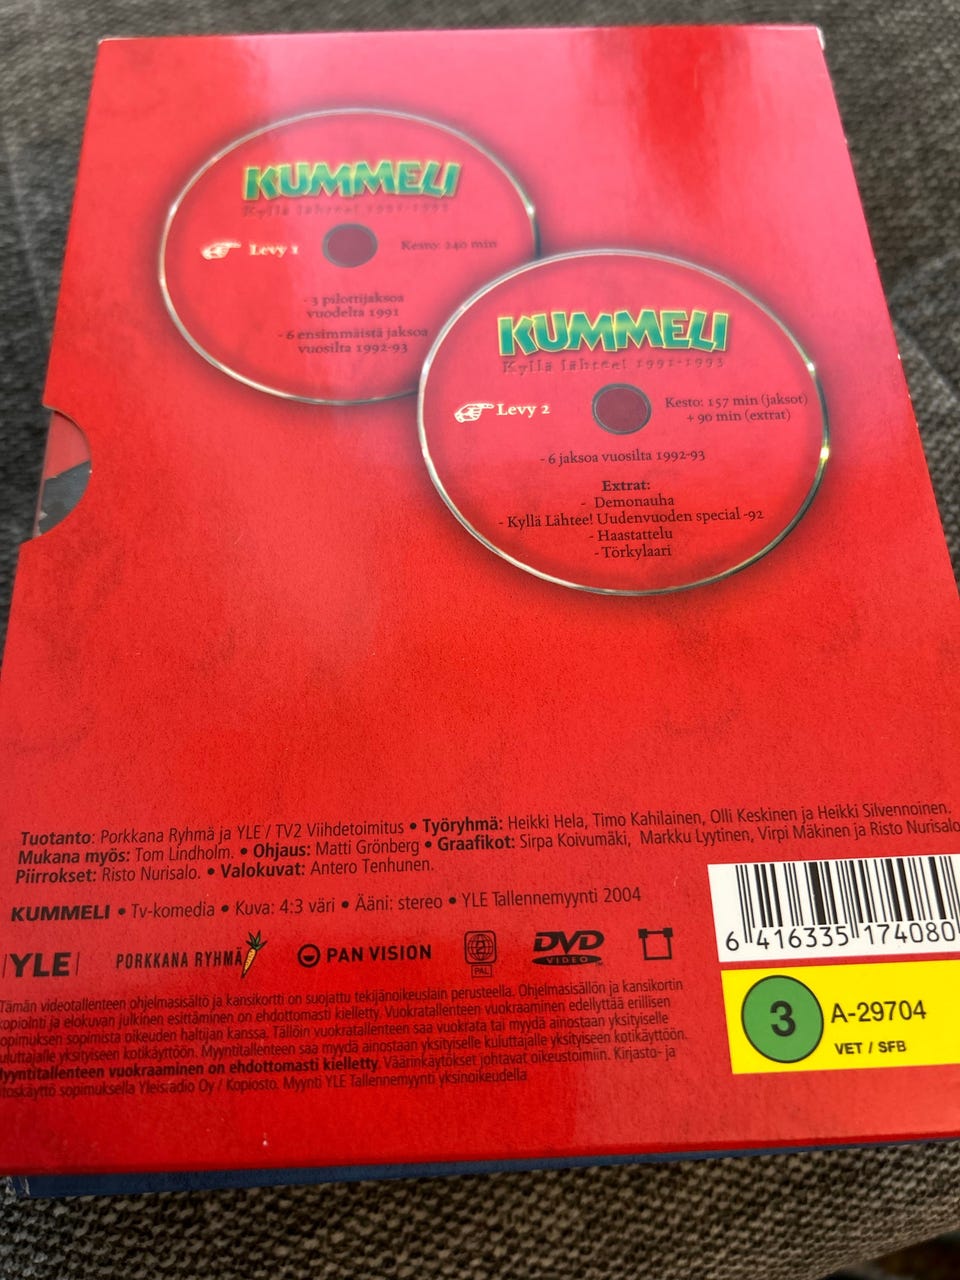 KUMMELI
Kyllä lähtee! 1991-1993
Levy 1
Kesto: 240 min
- 3 pilottijaksoa
vuodelta 1991
- 6 ensimmäistä jaksoa
vuosilta 1992-93
KUMMELI
Kyllä lähtee! 1991-1993
Levy 2
Kesto: 157 min (jaksot)
+ 90 min (extrat)
- 6 jaksoa vuosilta 1992-93
Extrat:
- Demonauha
- Kyllä Lähtee! Uudenvuoden special -92
- Haastattelu
- Törkylaari
Tuotanto: Porkkana Ryhmä ja YLE / TV2 Viihdetoimitus • Työryhmä: Heikki Hela, Timo Kahilainen, Olli Keskinen ja Heikki Silvennoinen.
Mukana myös: Tom Lindholm. • Ohjaus: Matti Grönberg • Graafikot: Sirpa Koivumäki, Markku Lyytinen, Virpi Mäkinen ja Risto Nurisalo
Piirrokset: Risto Nurisalo. • Valokuvat: Antero Tenhunen.
KUMMELI • Tv-komedia • Kuva: 4:3 väri • Ääni: stereo • YLE Tallennemyynti 2004
YLE
PORKKANA RYHMÄ
PAN VISION
PAL
DVD
VIDEO
6 416335 174080
3
A-29704
VET / SFB
Tämän videotallenteen ohjelmasisältö ja kansikortti on suojattu tekijänoikeuslain perusteella. Ohjelmasisällön ja kansikortin
kopiointi ja elokuvan julkinen esittäminen on ehdottomasti kielletty. Vuokratallenteen vuokraaminen edellyttää erillisen
sopimuksen sopimista oikeuden haltijan kanssa. Tällöin vuokratallenteen saa vuokrata tai myydä ainoastaan yksityiselle
kuluttajalle yksityiseen kotikäyttöön. Myyntitallenteen saa myydä ainoastaan yksityiselle kuluttajalle yksityiseen kotikäyttöön.
Myyntitallenteen vuokraaminen on ehdottomasti kielletty. Väärinkäytökset johtavat oikeustoimiin. Kirjasto- ja
itoskäyttö sopimuksella Yleisradio Oy / Kopiosto. Myynti YLE Tallennemyynti yksinoikeudella